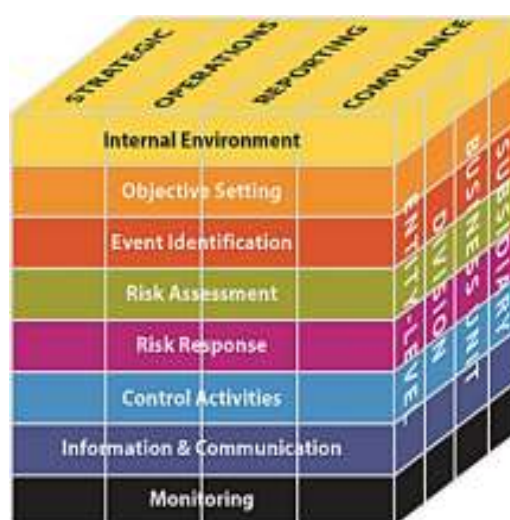 STRATEGIC
OPERATIONS
REPORTING
COMPLIANCE
Internal Environment
Objective Setting
Event Identification
Risk Assessment
Risk Response
Control Activities
Information & Communication
Monitoring
ENTITY-LEVEL
DIVISION
BUSINESS UNIT
SUBSIDIARY